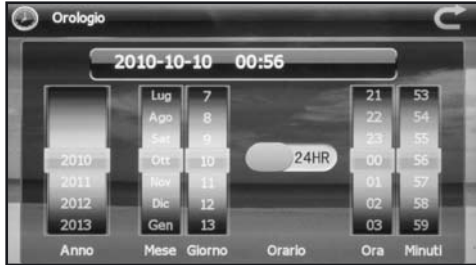 Orologio
2010-10-10 00:56
Lug 7 21 53
Ago 8 22 54
Set 9 23 55
2010 Ott 10 24HR 00 56
2011 Nov 11 01 57
2012 Dic 12 02 58
2013 Gen 13 03 59
Anno Mese Giorno Orario Ora Minuti